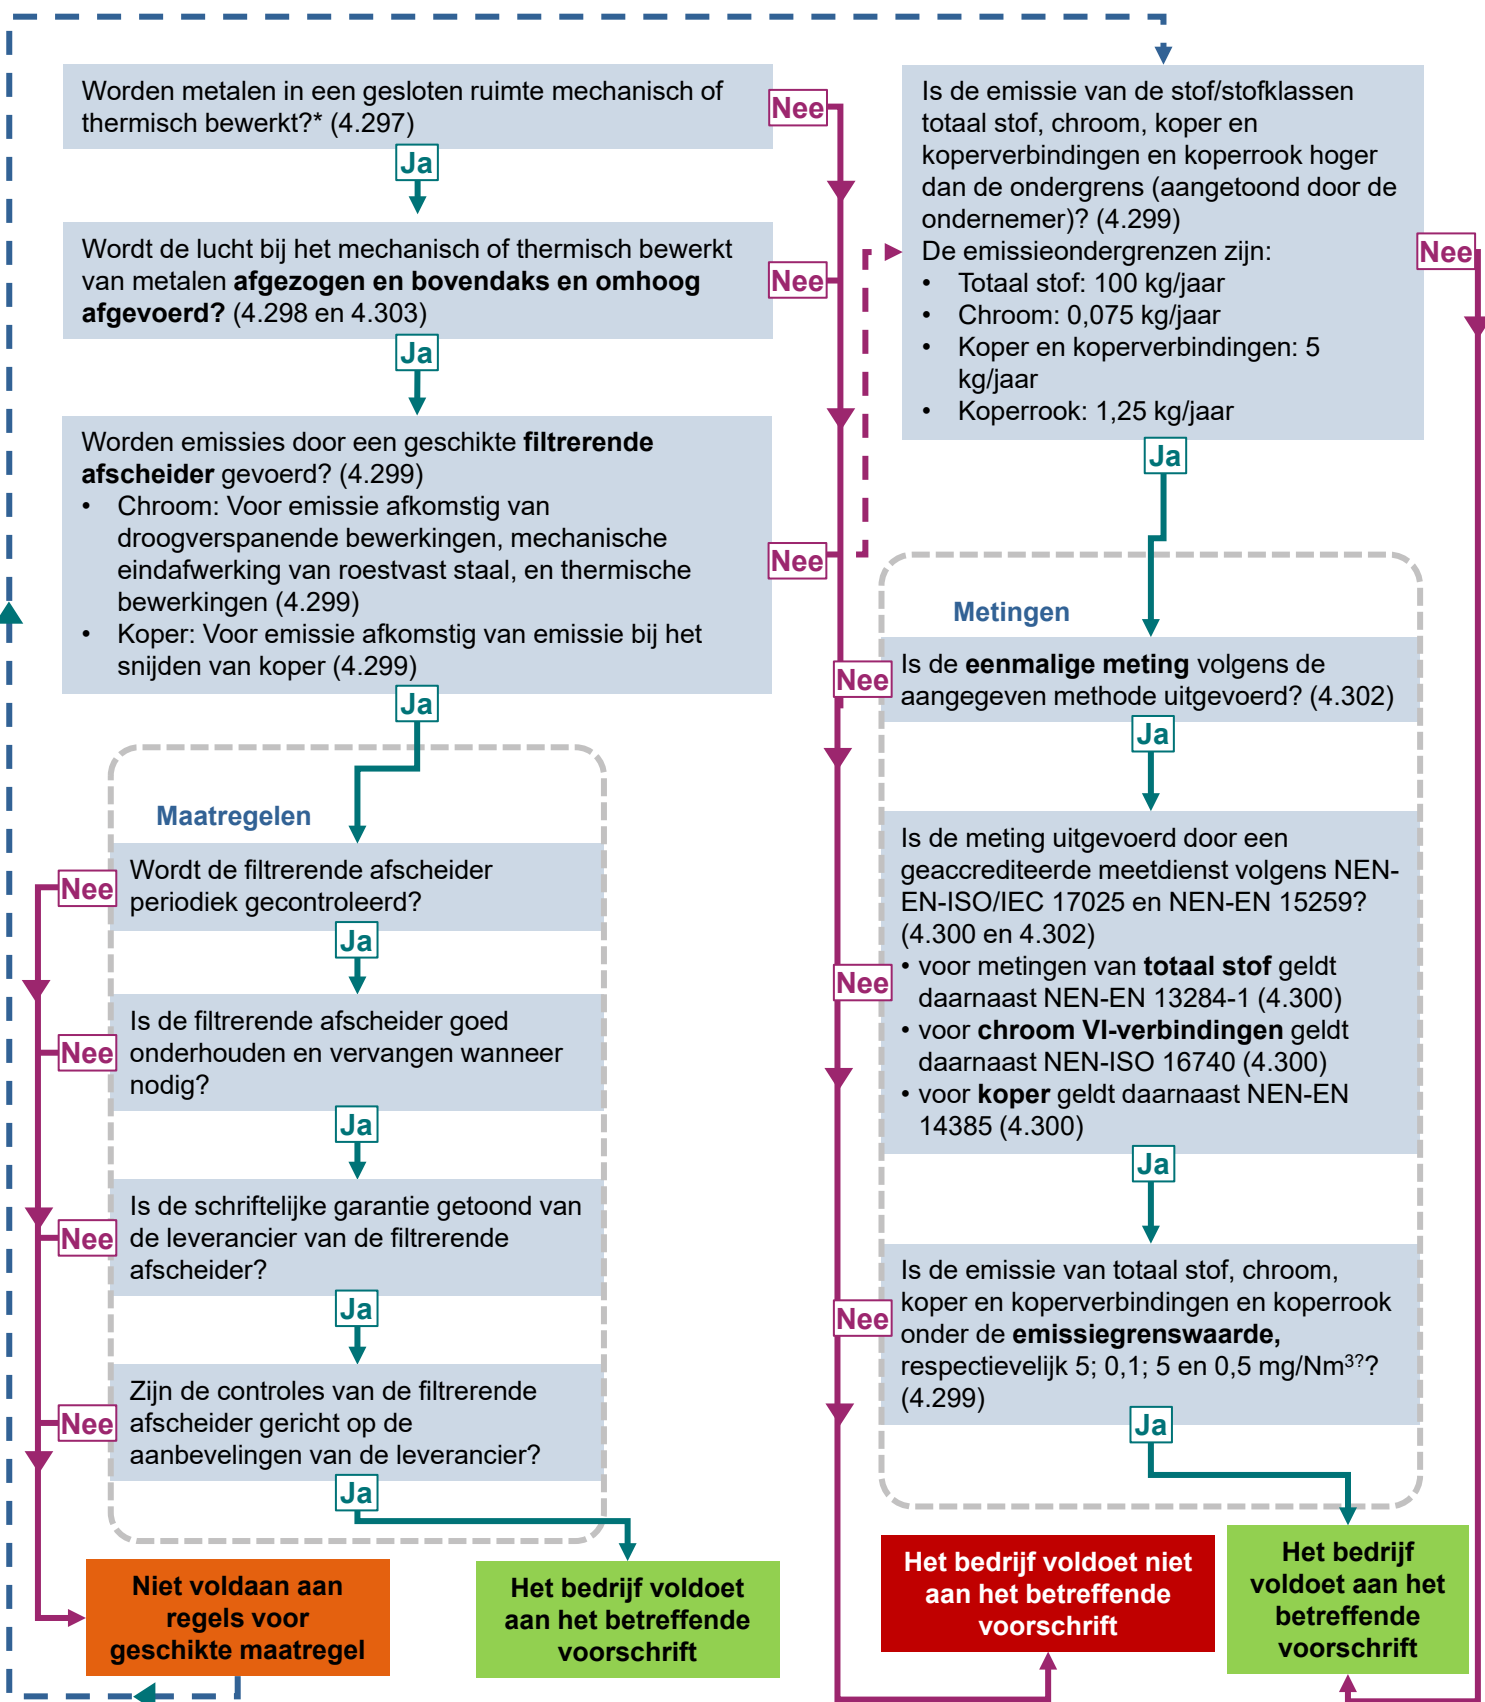 Worden metalen in een gesloten ruimte mechanisch of
thermisch bewerkt?* (4.297)
Nee
Ja
Wordt de lucht bij het mechanisch of thermisch bewerkt
van metalen afgezogen en bovendaks en omhoog
afgevoerd? (4.298 en 4.303)
Nee
Ja
Worden emissies door een geschikte filtrerende
afscheider gevoerd? (4.299)
• Chroom: Voor emissie afkomstig van
droogverspanende bewerkingen, mechanische
eindafwerking van roestvast staal, en thermische
bewerkingen (4.299)
• Koper: Voor emissie afkomstig van emissie bij het
snijden van koper (4.299)
Nee
Ja
Maatregelen
Wordt de filtrerende afscheider
periodiek gecontroleerd?
Nee
Ja
Is de filtrerende afscheider goed
onderhouden en vervangen wanneer
nodig?
Nee
Ja
Is de schriftelijke garantie getoond van
de leverancier van de filtrerende
afscheider?
Nee
Ja
Zijn de controles van de filtrerende
afscheider gericht op de
aanbevelingen van de leverancier?
Nee
Ja
Niet voldaan aan
regels voor
geschikte maatregel
Het bedrijf voldoet
aan het betreffende
voorschrift
Is de emissie van de stof/stofklassen
totaal stof, chroom, koper en
koperverbindingen en koperrook hoger
dan de ondergrens (aangetoond door de
ondernemer)? (4.299)
De emissieondergrenzen zijn:
• Totaal stof: 100 kg/jaar
• Chroom: 0,075 kg/jaar
• Koper en koperverbindingen: 5
kg/jaar
• Koperrook: 1,25 kg/jaar
Nee
Ja
Metingen
Is de eenmalige meting volgens de
aangegeven methode uitgevoerd? (4.302)
Nee
Ja
Is de meting uitgevoerd door een
geaccrediteerde meetdienst volgens NEN-
EN-ISO/IEC 17025 en NEN-EN 15259?
(4.300 en 4.302)
• voor metingen van totaal stof geldt
daarnaast NEN-EN 13284-1 (4.300)
• voor chroom VI-verbindingen geldt
daarnaast NEN-ISO 16740 (4.300)
• voor koper geldt daarnaast NEN-EN
14385 (4.300)
Nee
Ja
Is de emissie van totaal stof, chroom,
koper en koperverbindingen en koperrook
onder de emissiegrenswaarde,
respectievelijk 5; 0,1; 5 en 0,5 mg/Nm³??
(4.299)
Nee
Ja
Het bedrijf voldoet niet
aan het betreffende
voorschrift
Het bedrijf
voldoet aan het
betreffende
voorschrift